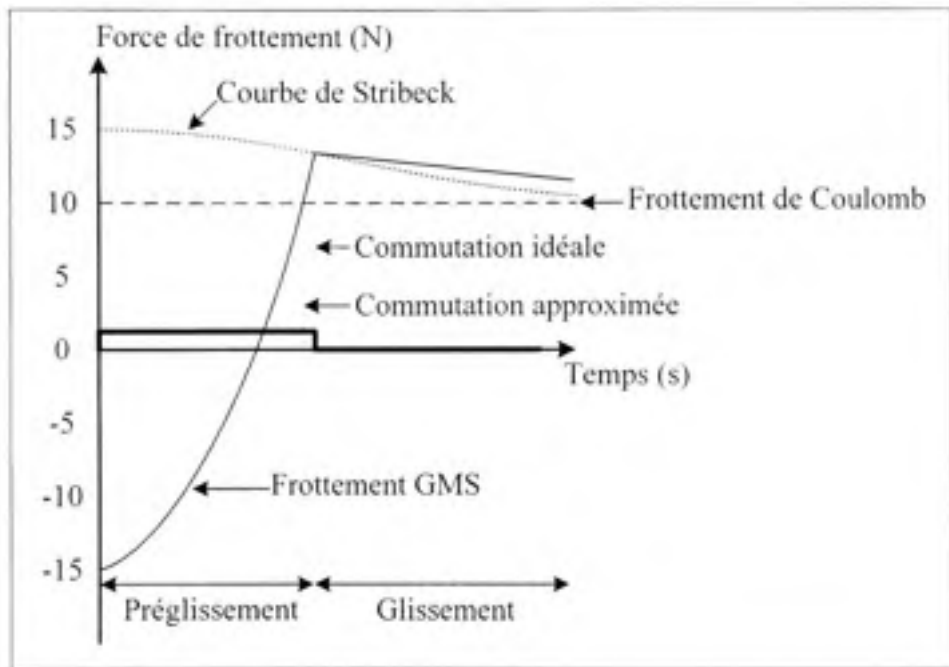 Force de frottement (N)
Courbe de Stribeck
15
10
Frottement de Coulomb
Commutation idéale
5
Commutation approximée
0
Temps (s)
-5
Frottement GMS
-10
-15
Préglissement
Glissement